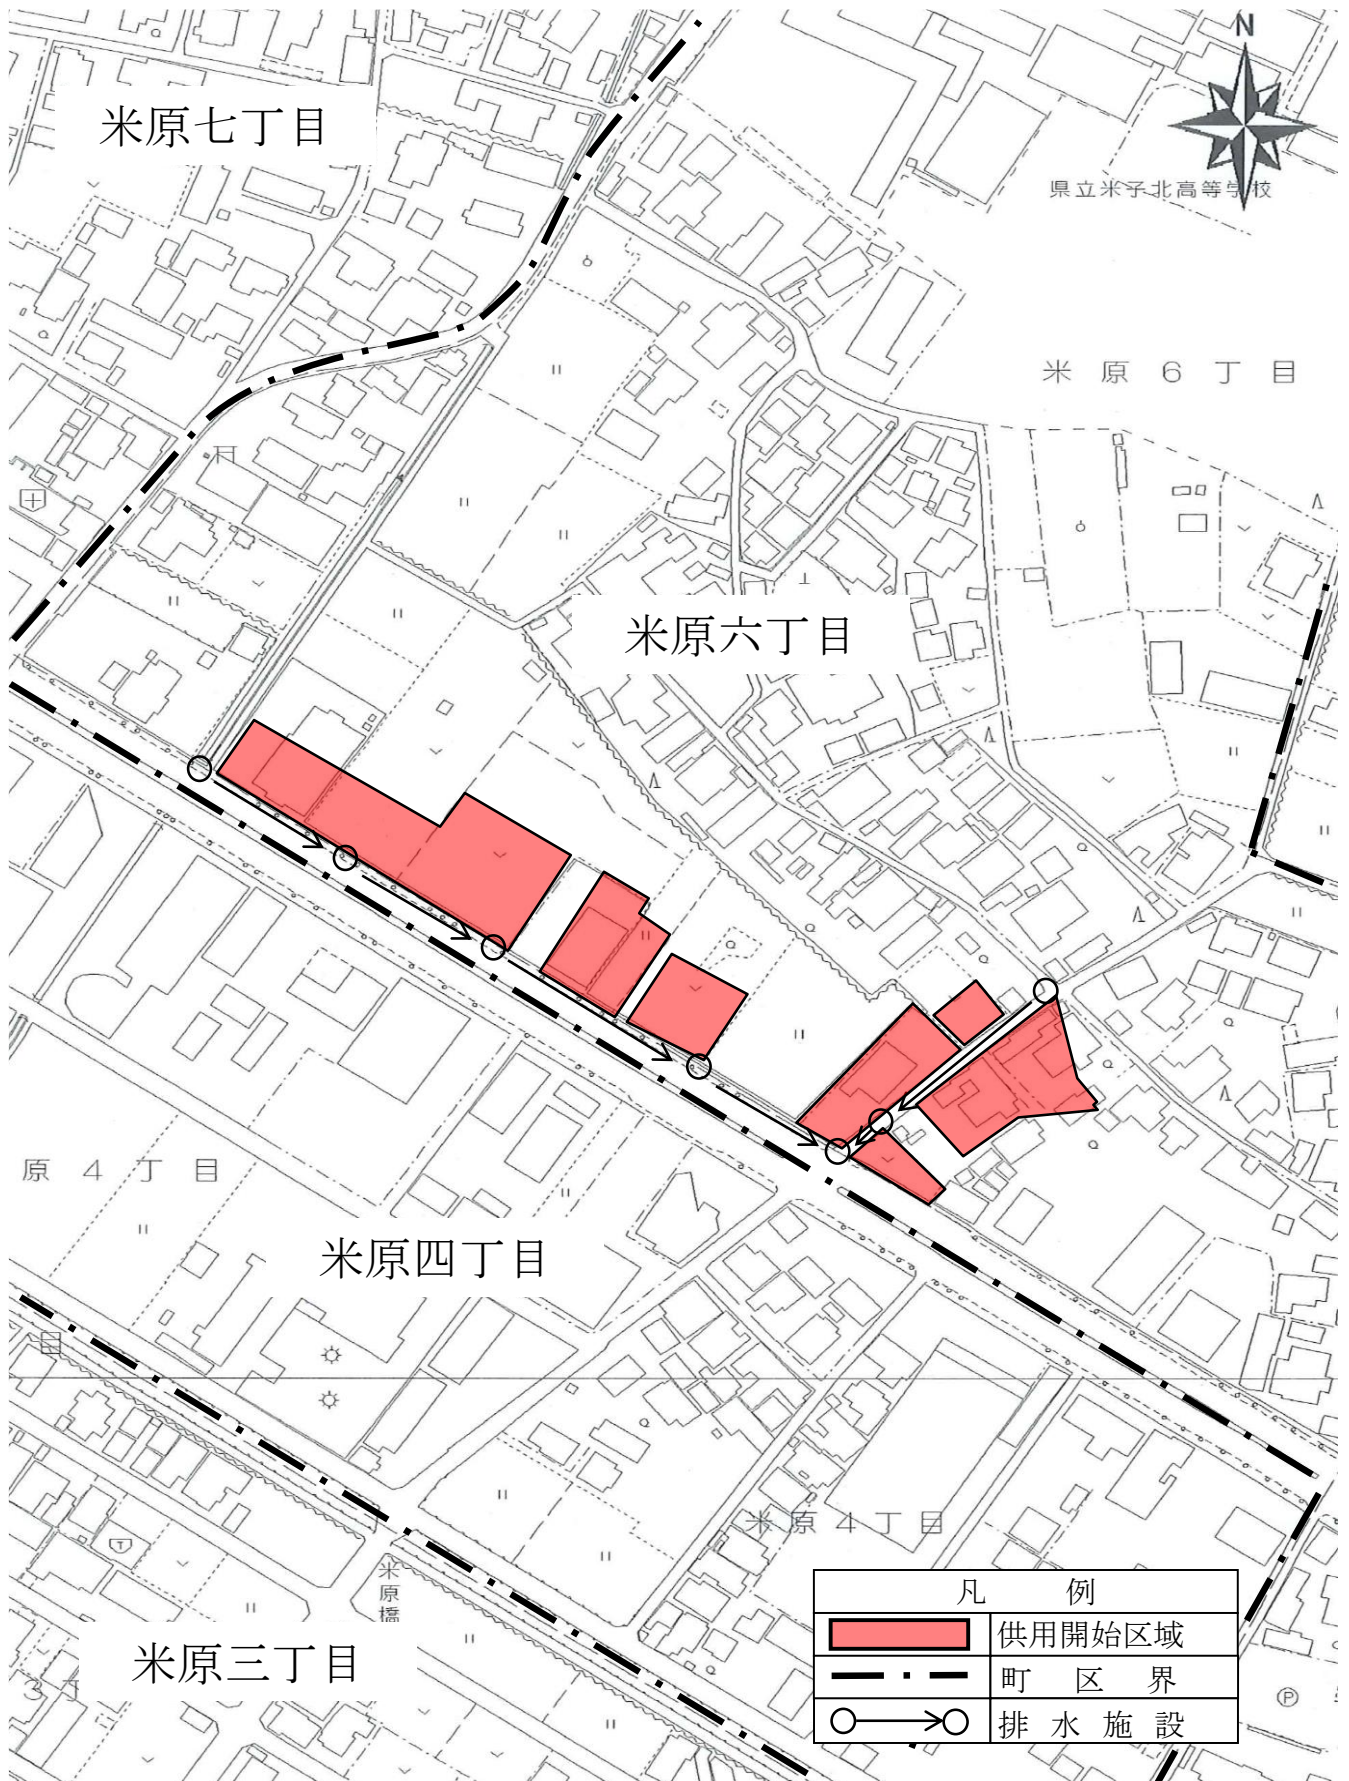 N
米原七丁目
県立米子北高等学校
米原6丁目
米原六丁目
原4丁目
米原四丁目
米原4丁目
米原橋
米原三丁目
凡例
供用開始区域
町区界
排水施設
P